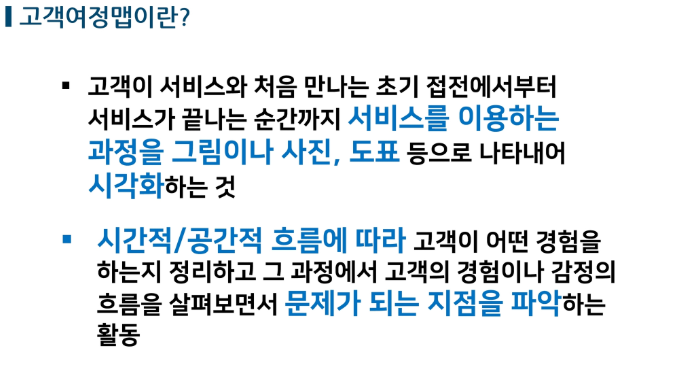 고객여정맵이란?
▪ 고객이 서비스와 처음 만나는 초기 접전에서부터
서비스가 끝나는 순간까지 서비스를 이용하는
과정을 그림이나 사진, 도표 등으로 나타내어
시각화하는 것
▪ 시간적/공간적 흐름에 따라 고객이 어떤 경험을
하는지 정리하고 그 과정에서 고객의 경험이나 감정의
흐름을 살펴보면서 문제가 되는 지점을 파악하는
활동